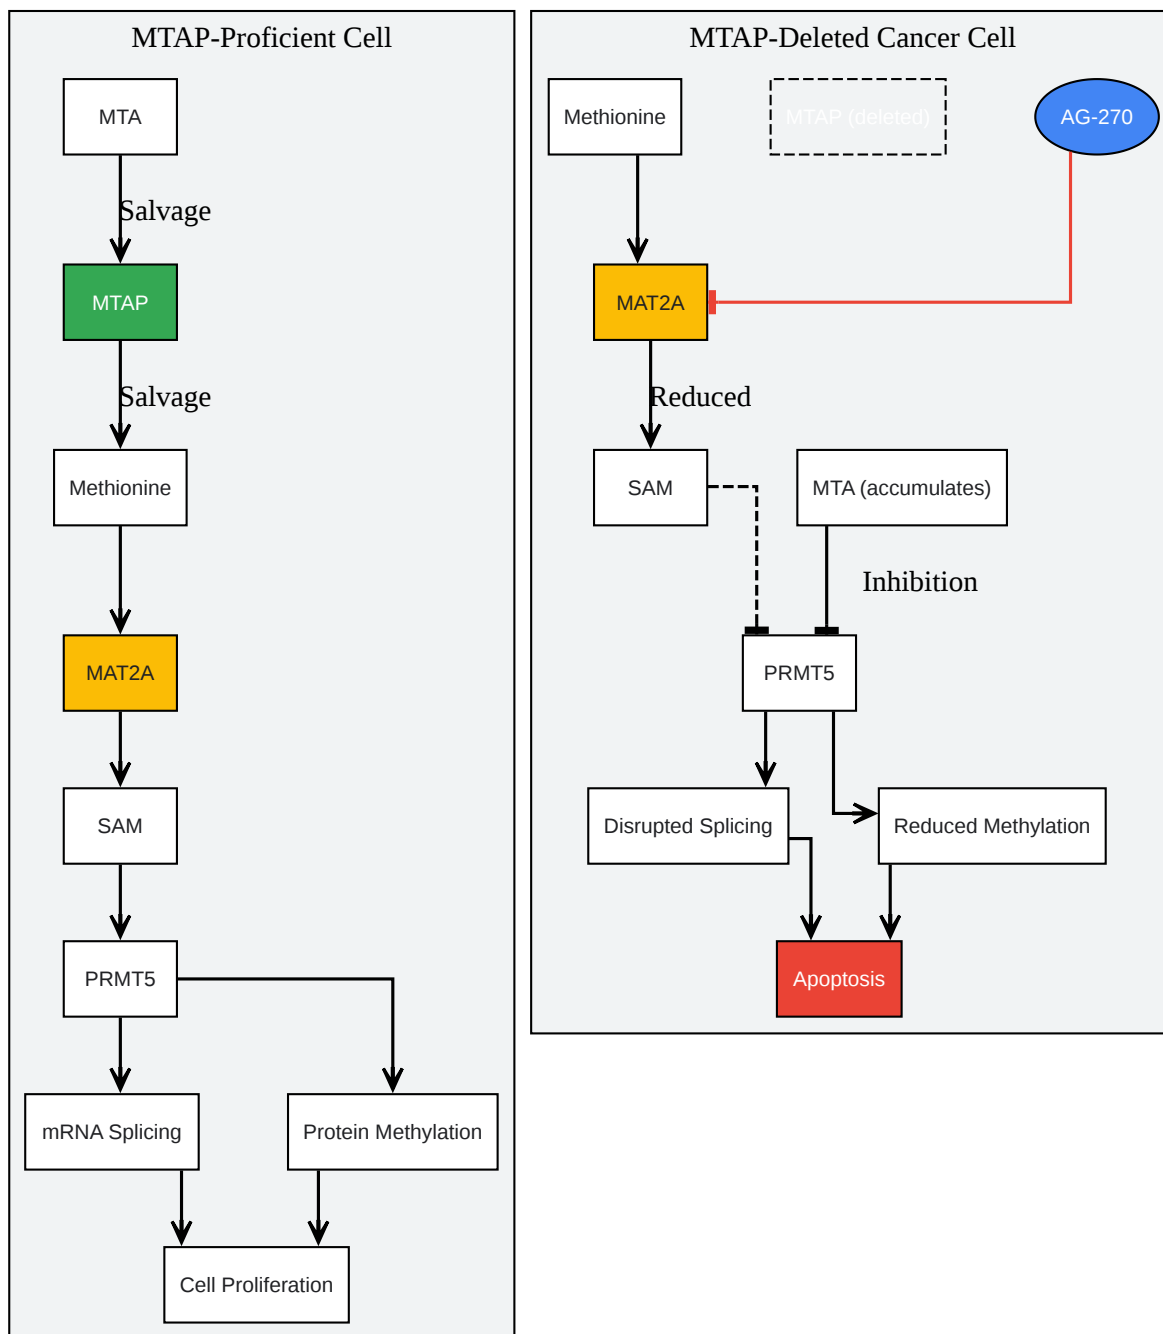 MTAP-Proficient Cell
MTA
Salvage
MTAP
Salvage
Methionine
MAT2A
SAM
PRMT5
mRNA Splicing
Protein Methylation
Cell Proliferation
MTAP-Deleted Cancer Cell
Methionine
MTAP (deleted)
AG-270
MAT2A
Reduced
SAM
MTA (accumulates)
Inhibition
PRMT5
Disrupted Splicing
Reduced Methylation
Apoptosis